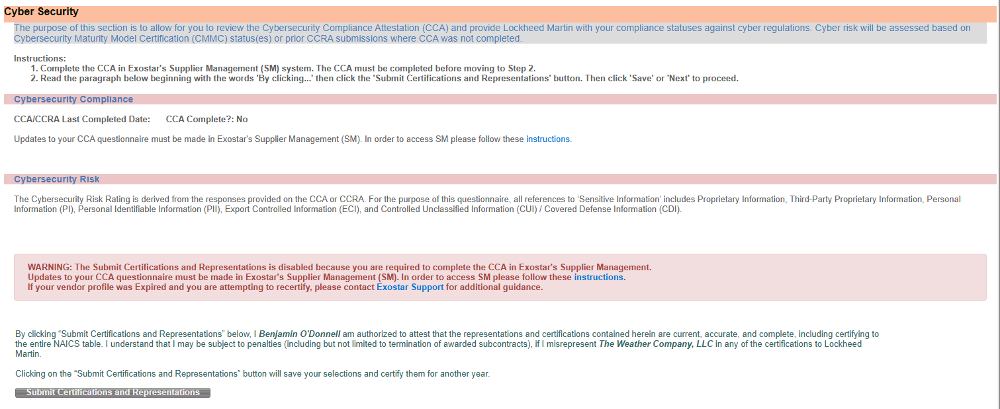 Cyber Security
The purpose of this section is to allow for you to review the Cybersecurity Compliance Attestation (CCA) and provide Lockheed Martin with your compliance statuses against cyber regulations. Cyber risk will be assessed based on
Cybersecurity Maturity Model Certification (CMMC) status(es) or prior CCRA submissions where CCA was not completed.
Instructions:
1. Complete the CCA in Exostar's Supplier Management (SM) system. The CCA must be completed before moving to Step 2.
2. Read the paragraph below beginning with the words 'By clicking...' then click the 'Submit Certifications and Representations' button. Then click 'Save' or 'Next' to proceed.
Cybersecurity Compliance
CCA/CCRA Last Completed Date: CCA Complete?: No
Updates to your CCA questionnaire must be made in Exostar's Supplier Management (SM). In order to access SM please follow these instructions.
Cybersecurity Risk
The Cybersecurity Risk Rating is derived from the responses provided on the CCA or CCRA. For the purpose of this questionnaire, all references to ‘Sensitive Information’ includes Proprietary Information, Third-Party Proprietary Information, Personal
Information (PI), Personal Identifiable Information (PII), Export Controlled Information (ECI), and Controlled Unclassified Information (CUI) / Covered Defense Information (CDI).
WARNING: The Submit Certifications and Representations is disabled because you are required to complete the CCA in Exostar's Supplier Management.
Updates to your CCA questionnaire must be made in Exostar's Supplier Management (SM). In order to access SM please follow these instructions.
If your vendor profile was Expired and you are attempting to recertify, please contact Exostar Support for additional guidance.
By clicking “Submit Certifications and Representations” below, I Benjamin O'Donnell am authorized to attest that the representations and certifications contained herein are current, accurate, and complete, including certifying to
the entire NAICS table. I understand that I may be subject to penalties (including but not limited to termination of awarded subcontracts), if I misrepresent The Weather Company, LLC in any of the certifications to Lockheed
Martin.
Clicking on the “Submit Certifications and Representations” button will save your selections and certify them for another year.
Submit Certifications and Representations